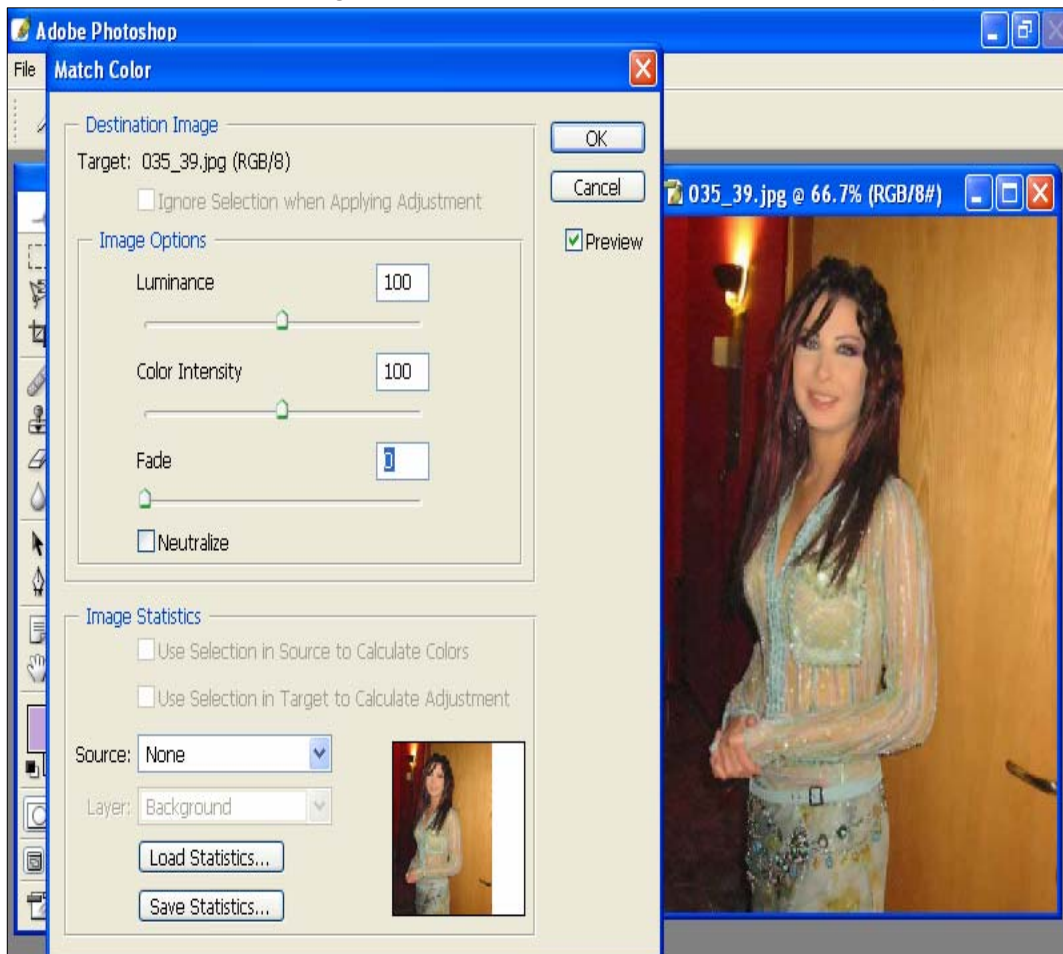 Adobe Photoshop
File
Match Color
Destination Image
Target: 035_39.jpg (RGB/8)
Ignore Selection when Applying Adjustment
Image Options
Luminance 100
Color Intensity 100
Fade 0
Neutralize
OK
Cancel
Preview
Image Statistics
Use Selection in Source to Calculate Colors
Use Selection in Target to Calculate Adjustment
Source: None
Layer: Background
Load Statistics...
Save Statistics...
035_39.jpg @ 66.7% (RGB/8#)